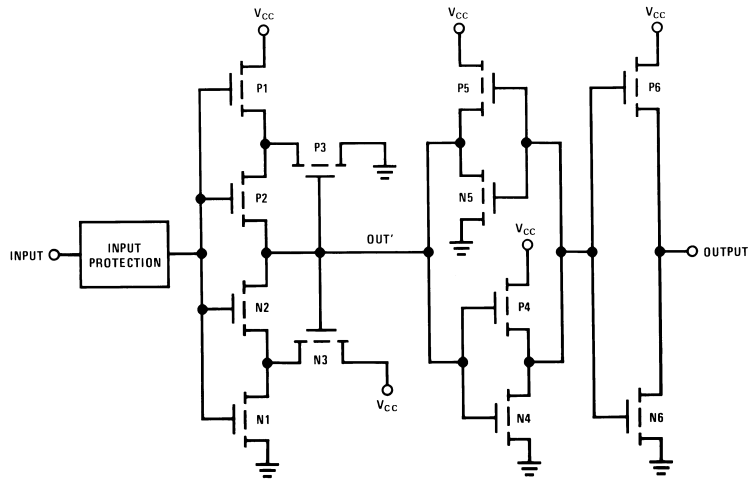 VCC
VCC
VCC
P1
P5
P6
P3
P2
N5
INPUT
INPUT
PROTECTION
OUT'
VCC
OUTPUT
N2
P4
N3
VCC
N1
N4
N6